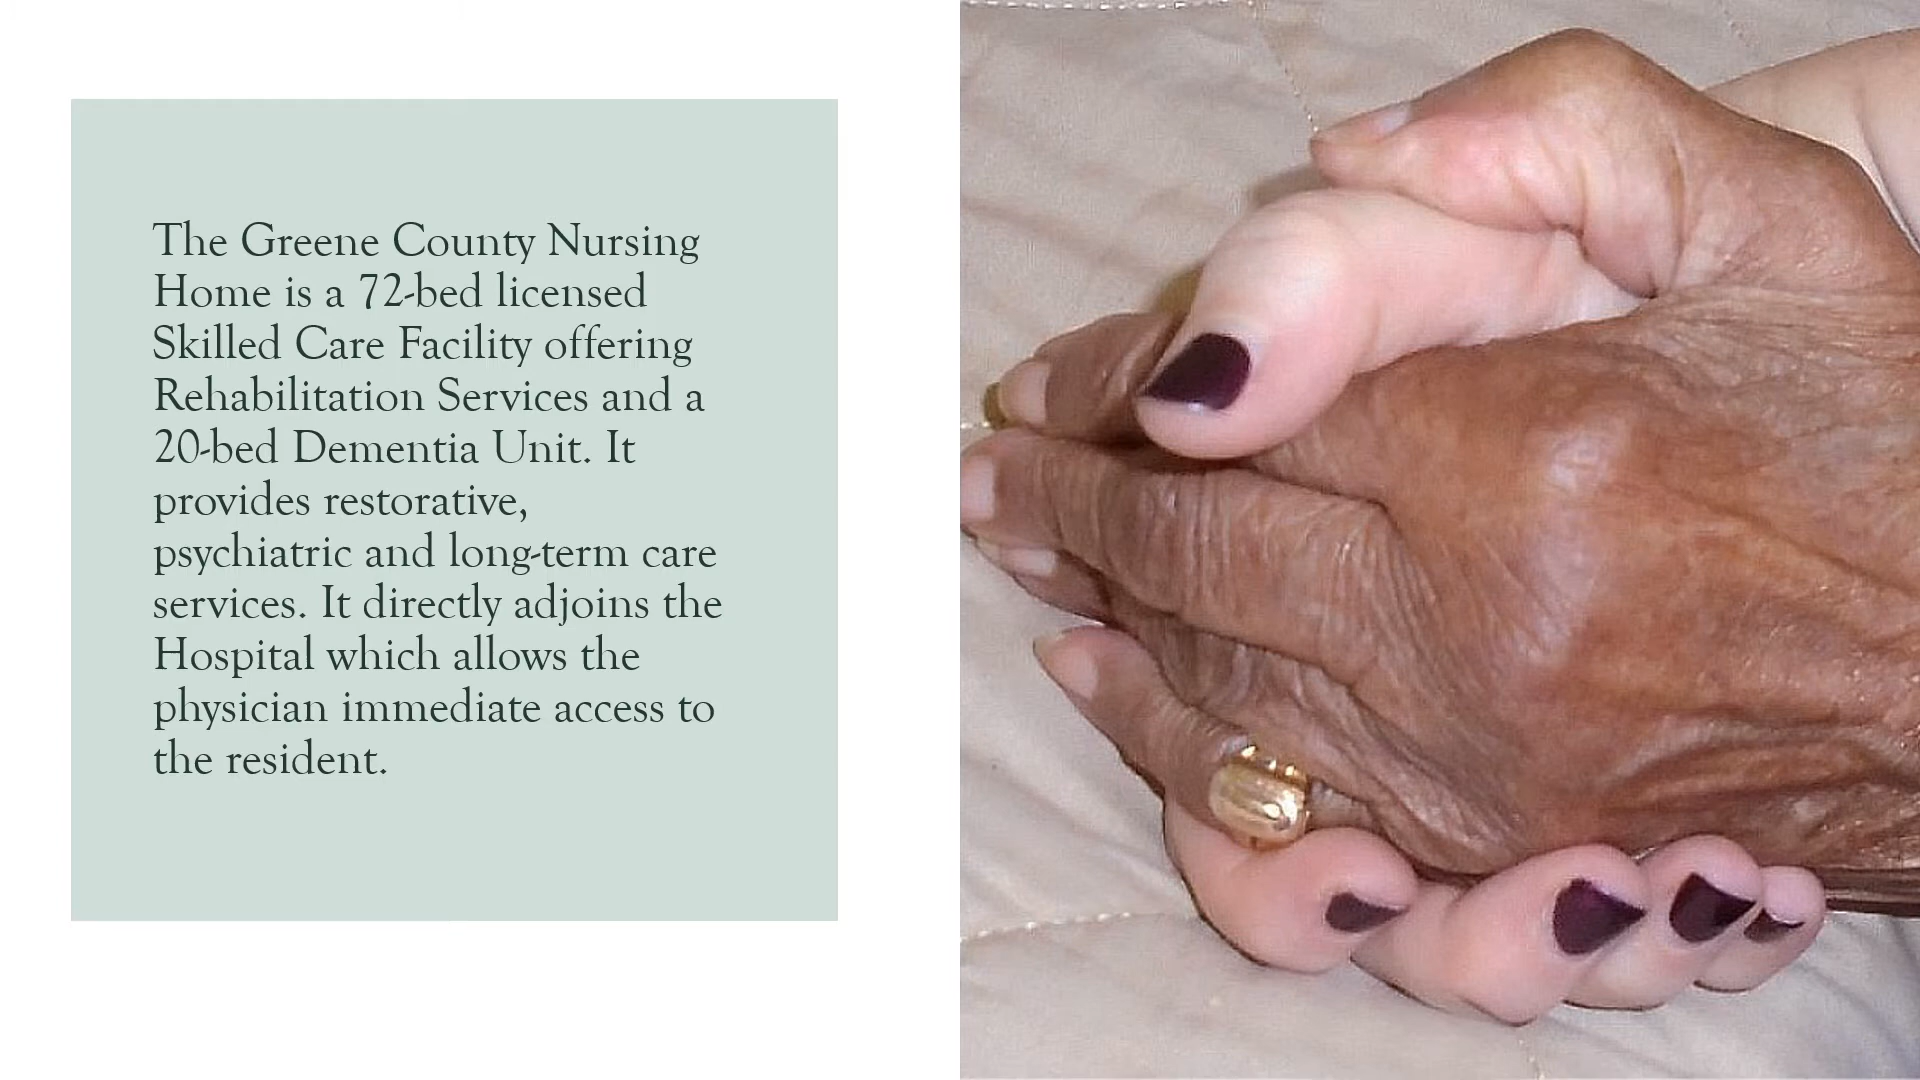 The Greene County Nursing
Home is a 72-bed licensed
Skilled Care Facility offering
Rehabilitation Services and a
20-bed Dementia Unit. It
provides restorative,
psychiatric and long-term care
services. It directly adjoins the
Hospital which allows the
physician immediate access to
the resident.